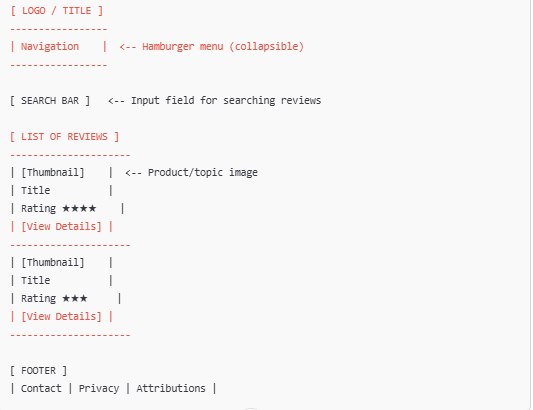 [ LOGO / TITLE ]
-----------------
| Navigation    |  <-- Hamburger menu (collapsible)
-----------------
[ SEARCH BAR ]   <-- Input field for searching reviews
[ LIST OF REVIEWS ]
---------------------
| [Thumbnail]    |  <-- Product/topic image
| Title          |
| Rating ★★★★    |
| [View Details] |
---------------------
| [Thumbnail]    |
| Title          |
| Rating ★★★     |
| [View Details] |
---------------------
[ FOOTER ]
| Contact | Privacy | Attributions |